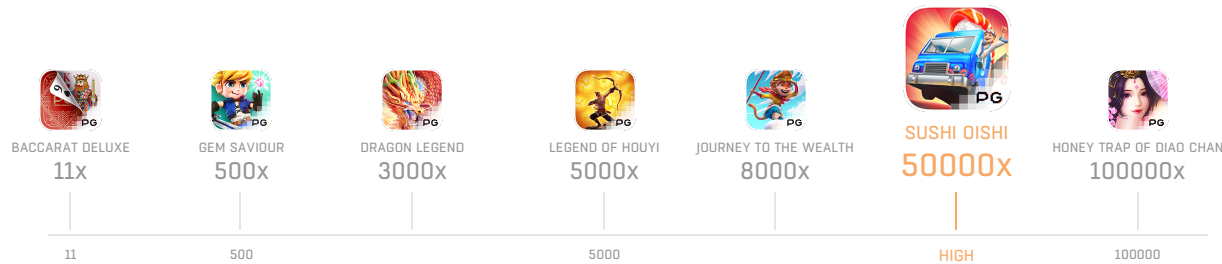 PG
PG
PG
PG
PG
PG
PG
BACCARAT DELUXE
11x
GEM SAVIOUR
500x
DRAGON LEGEND
3000x
LEGEND OF HOUYI
5000x
JOURNEY TO THE WEALTH
8000x
SUSHI OISHI
50000x
HONEY TRAP OF DIAO CHAN
100000x
11
500
5000
HIGH
100000